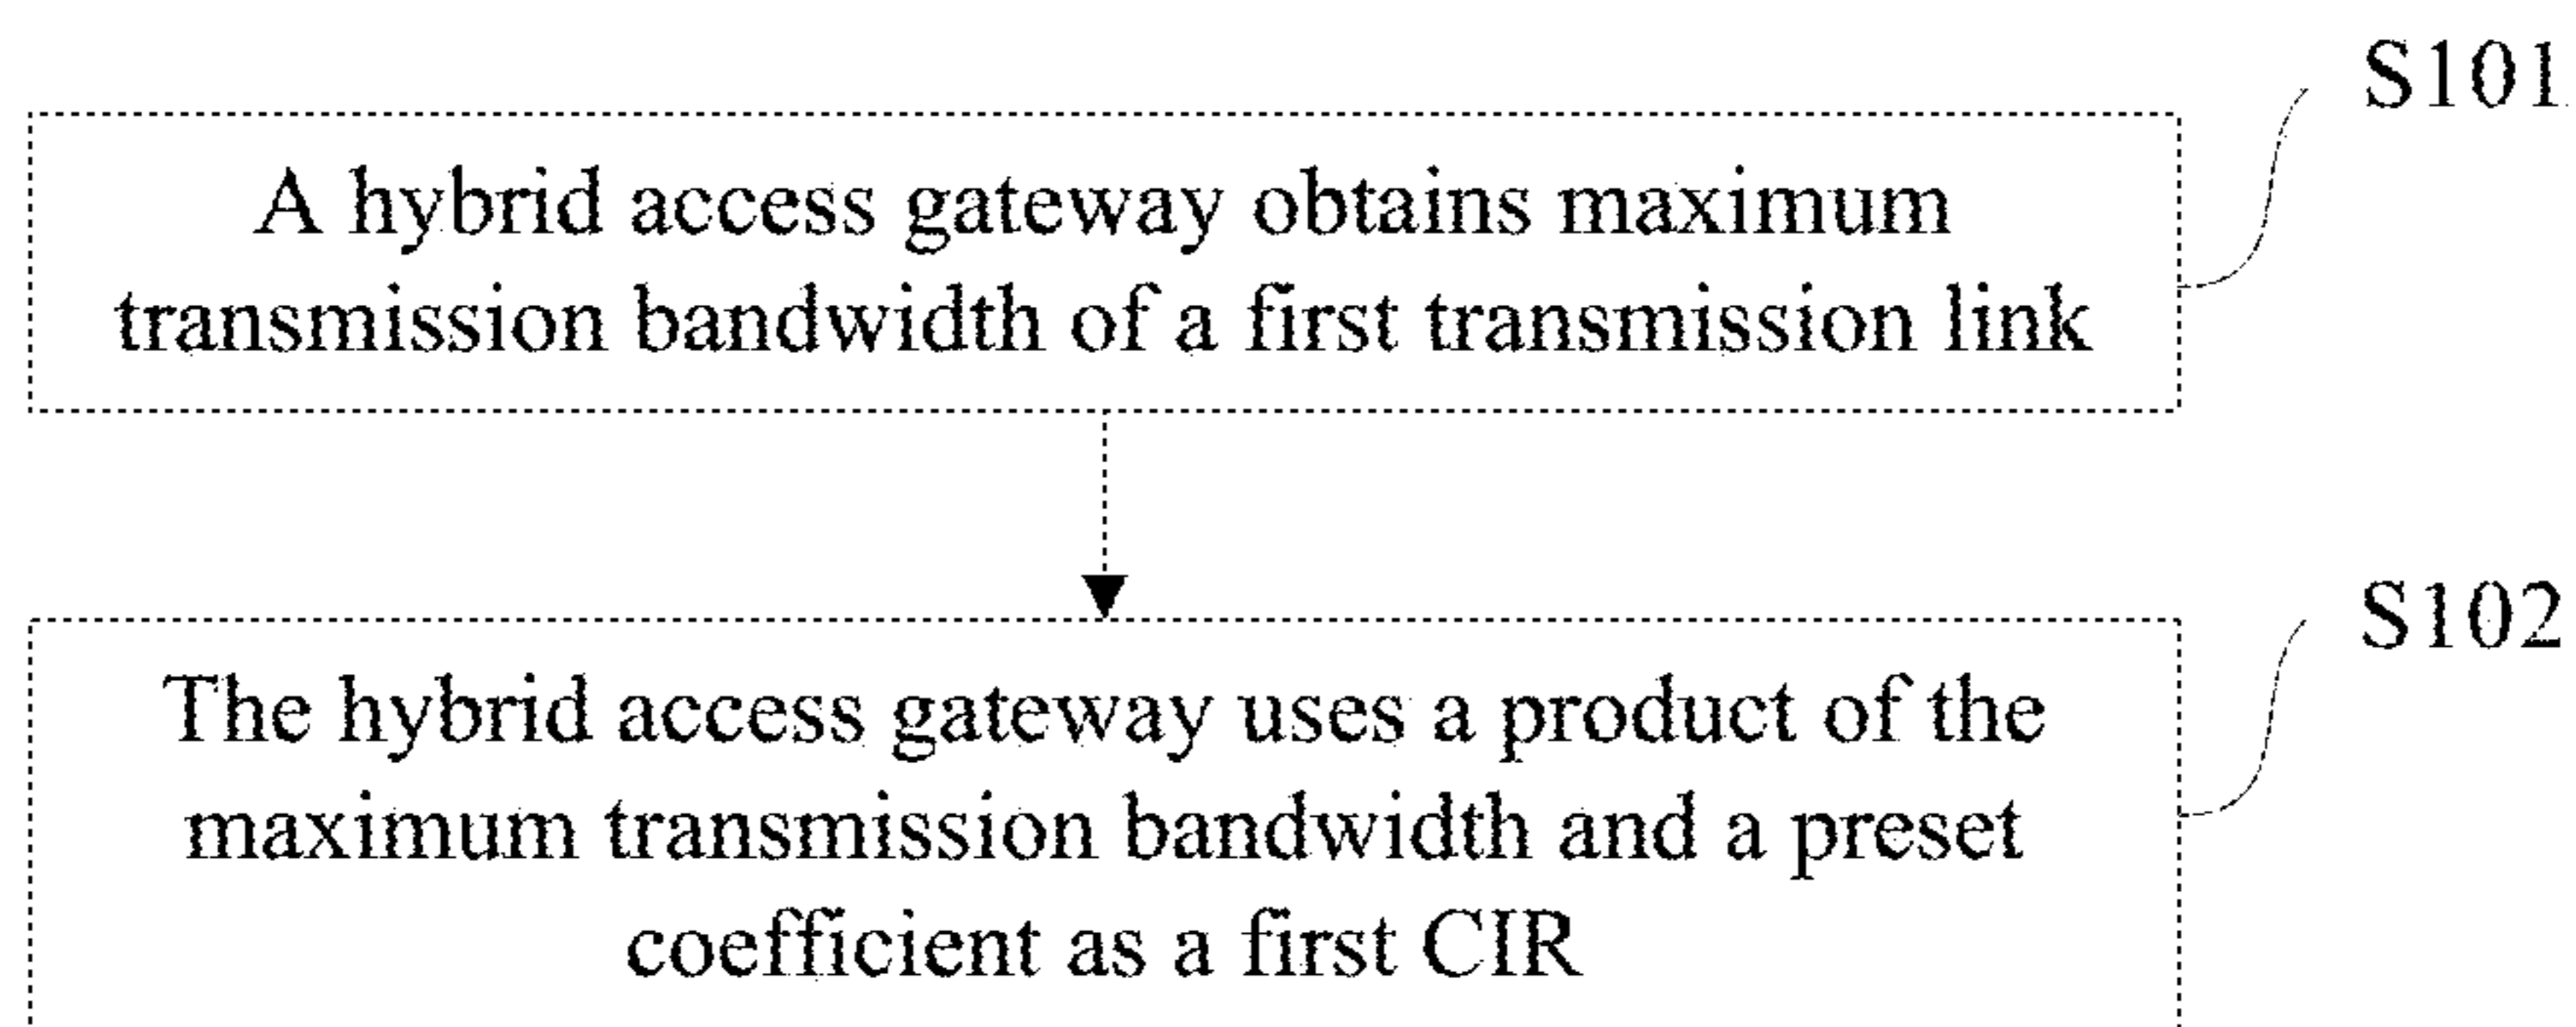 S101
A hybrid access gateway obtains maximum
transmission bandwidth of a first transmission link
S102
The hybrid access gateway uses a product of the
maximum transmission bandwidth and a preset
coefficient as a first CIR